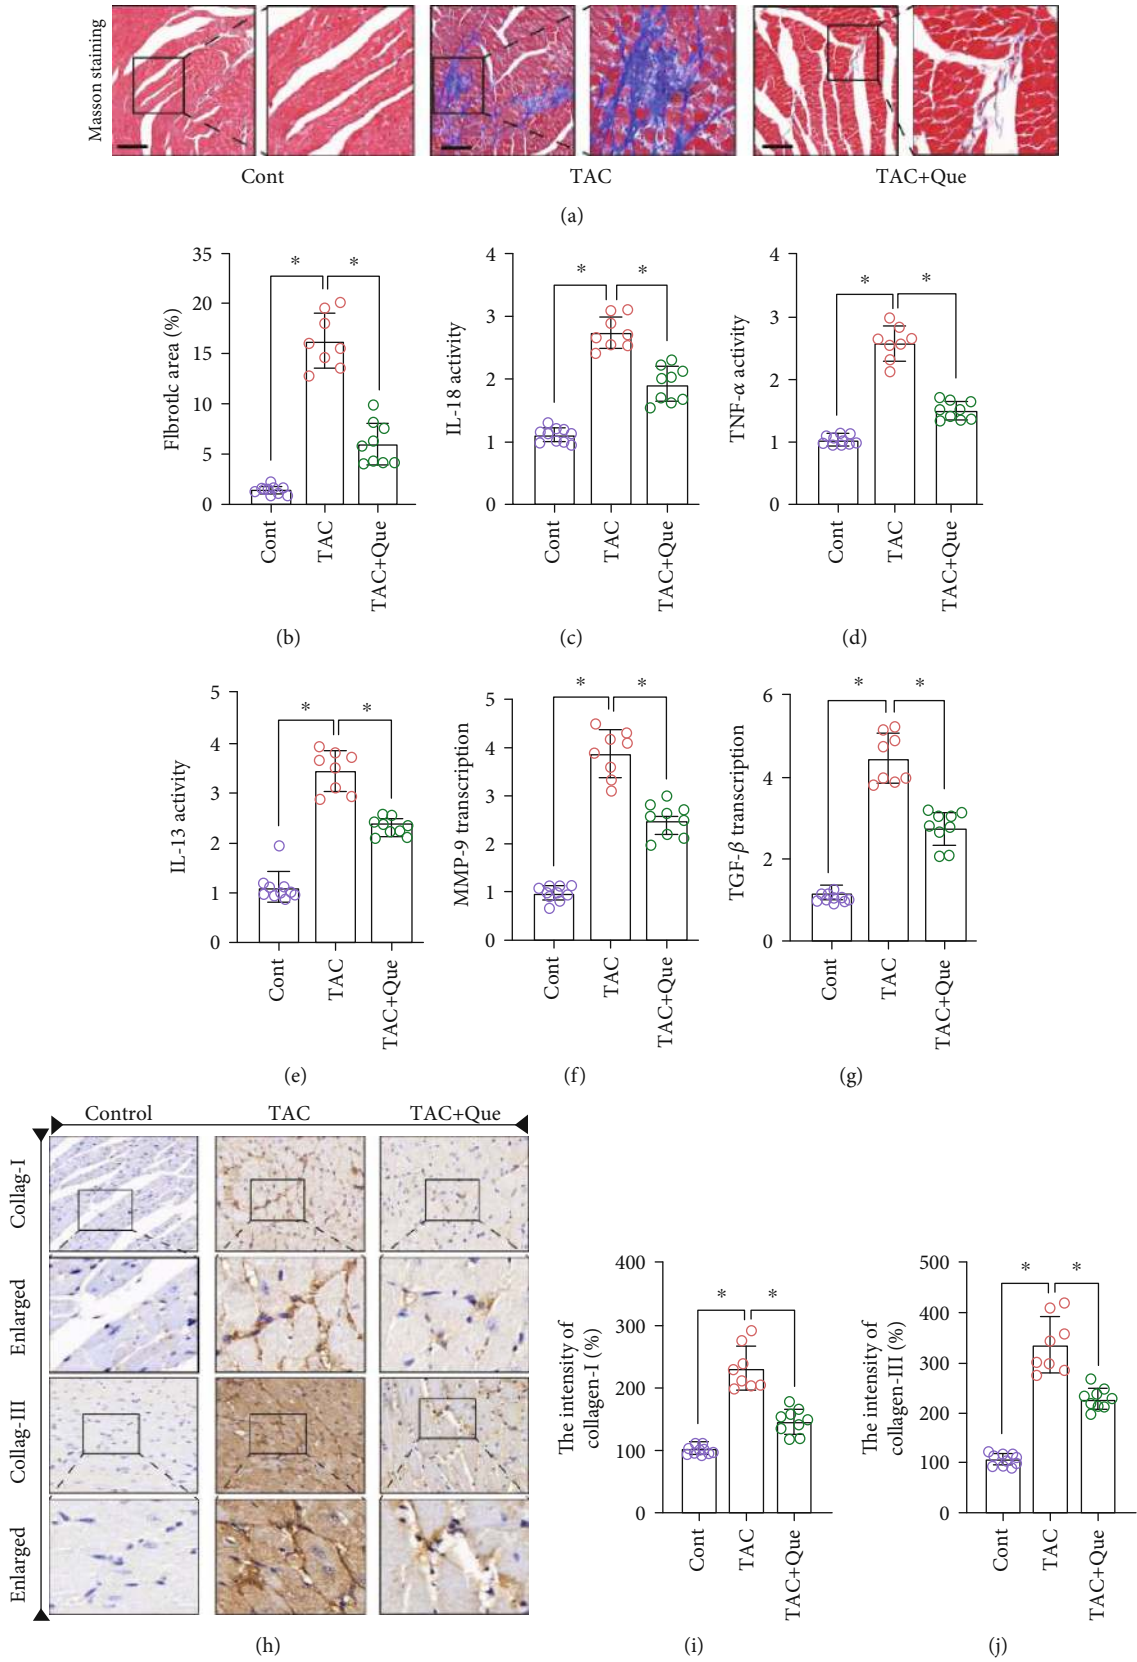 Masson staining
Cont
TAC
TAC+Que
(a)
Flbrotlc area (%)
35
20
15
10
5
0
* *
Cont
TAC
TAC+Que
(b)
IL-18 activity
4
3
2
1
0
* *
Cont
TAC
TAC+Que
(c)
TNF-α activity
4
3
2
1
0
* *
Cont
TAC
TAC+Que
(d)
IL-13 activity
5
4
3
2
1
0
* *
Cont
TAC
TAC+Que
(e)
MMP-9 transcription
5
4
3
2
1
0
* *
Cont
TAC
TAC+Que
(f)
TGF-β transcription
6
4
2
0
* *
Cont
TAC
TAC+Que
(g)
Control
TAC
TAC+Que
Collag-I
Enlarged
Collag-III
Enlarged
(h)
The intensity of
collagen-I (%)
400
300
200
100
0
* *
Cont
TAC
TAC+Que
(i)
The intensity of
collagen-III (%)
500
400
300
200
100
0
* *
Cont
TAC
TAC+Que
(j)